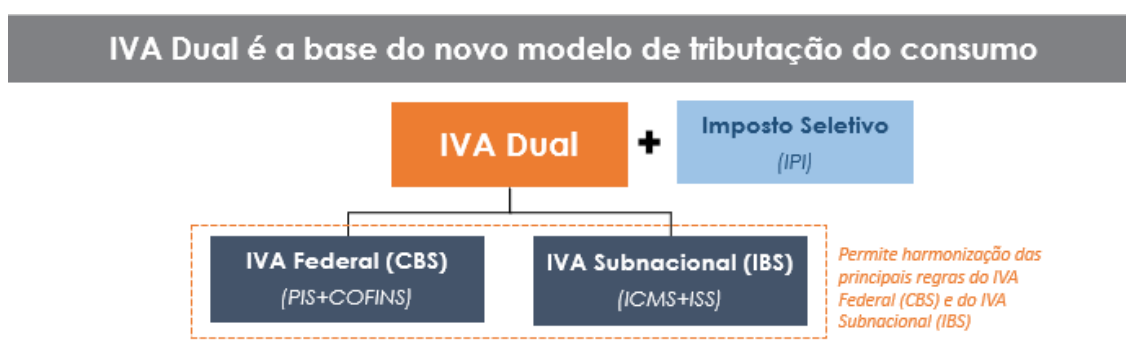 IVA Dual é a base do novo modelo de tributação do consumo
IVA Dual
+
Imposto Seletivo
(IPI)
IVA Federal (CBS)
(PIS+COFINS)
IVA Subnacional (IBS)
(ICMS+ISS)
Permite harmonização das
principais regras do IVA
Federal (CBS) e do IVA
Subnacional (IBS)